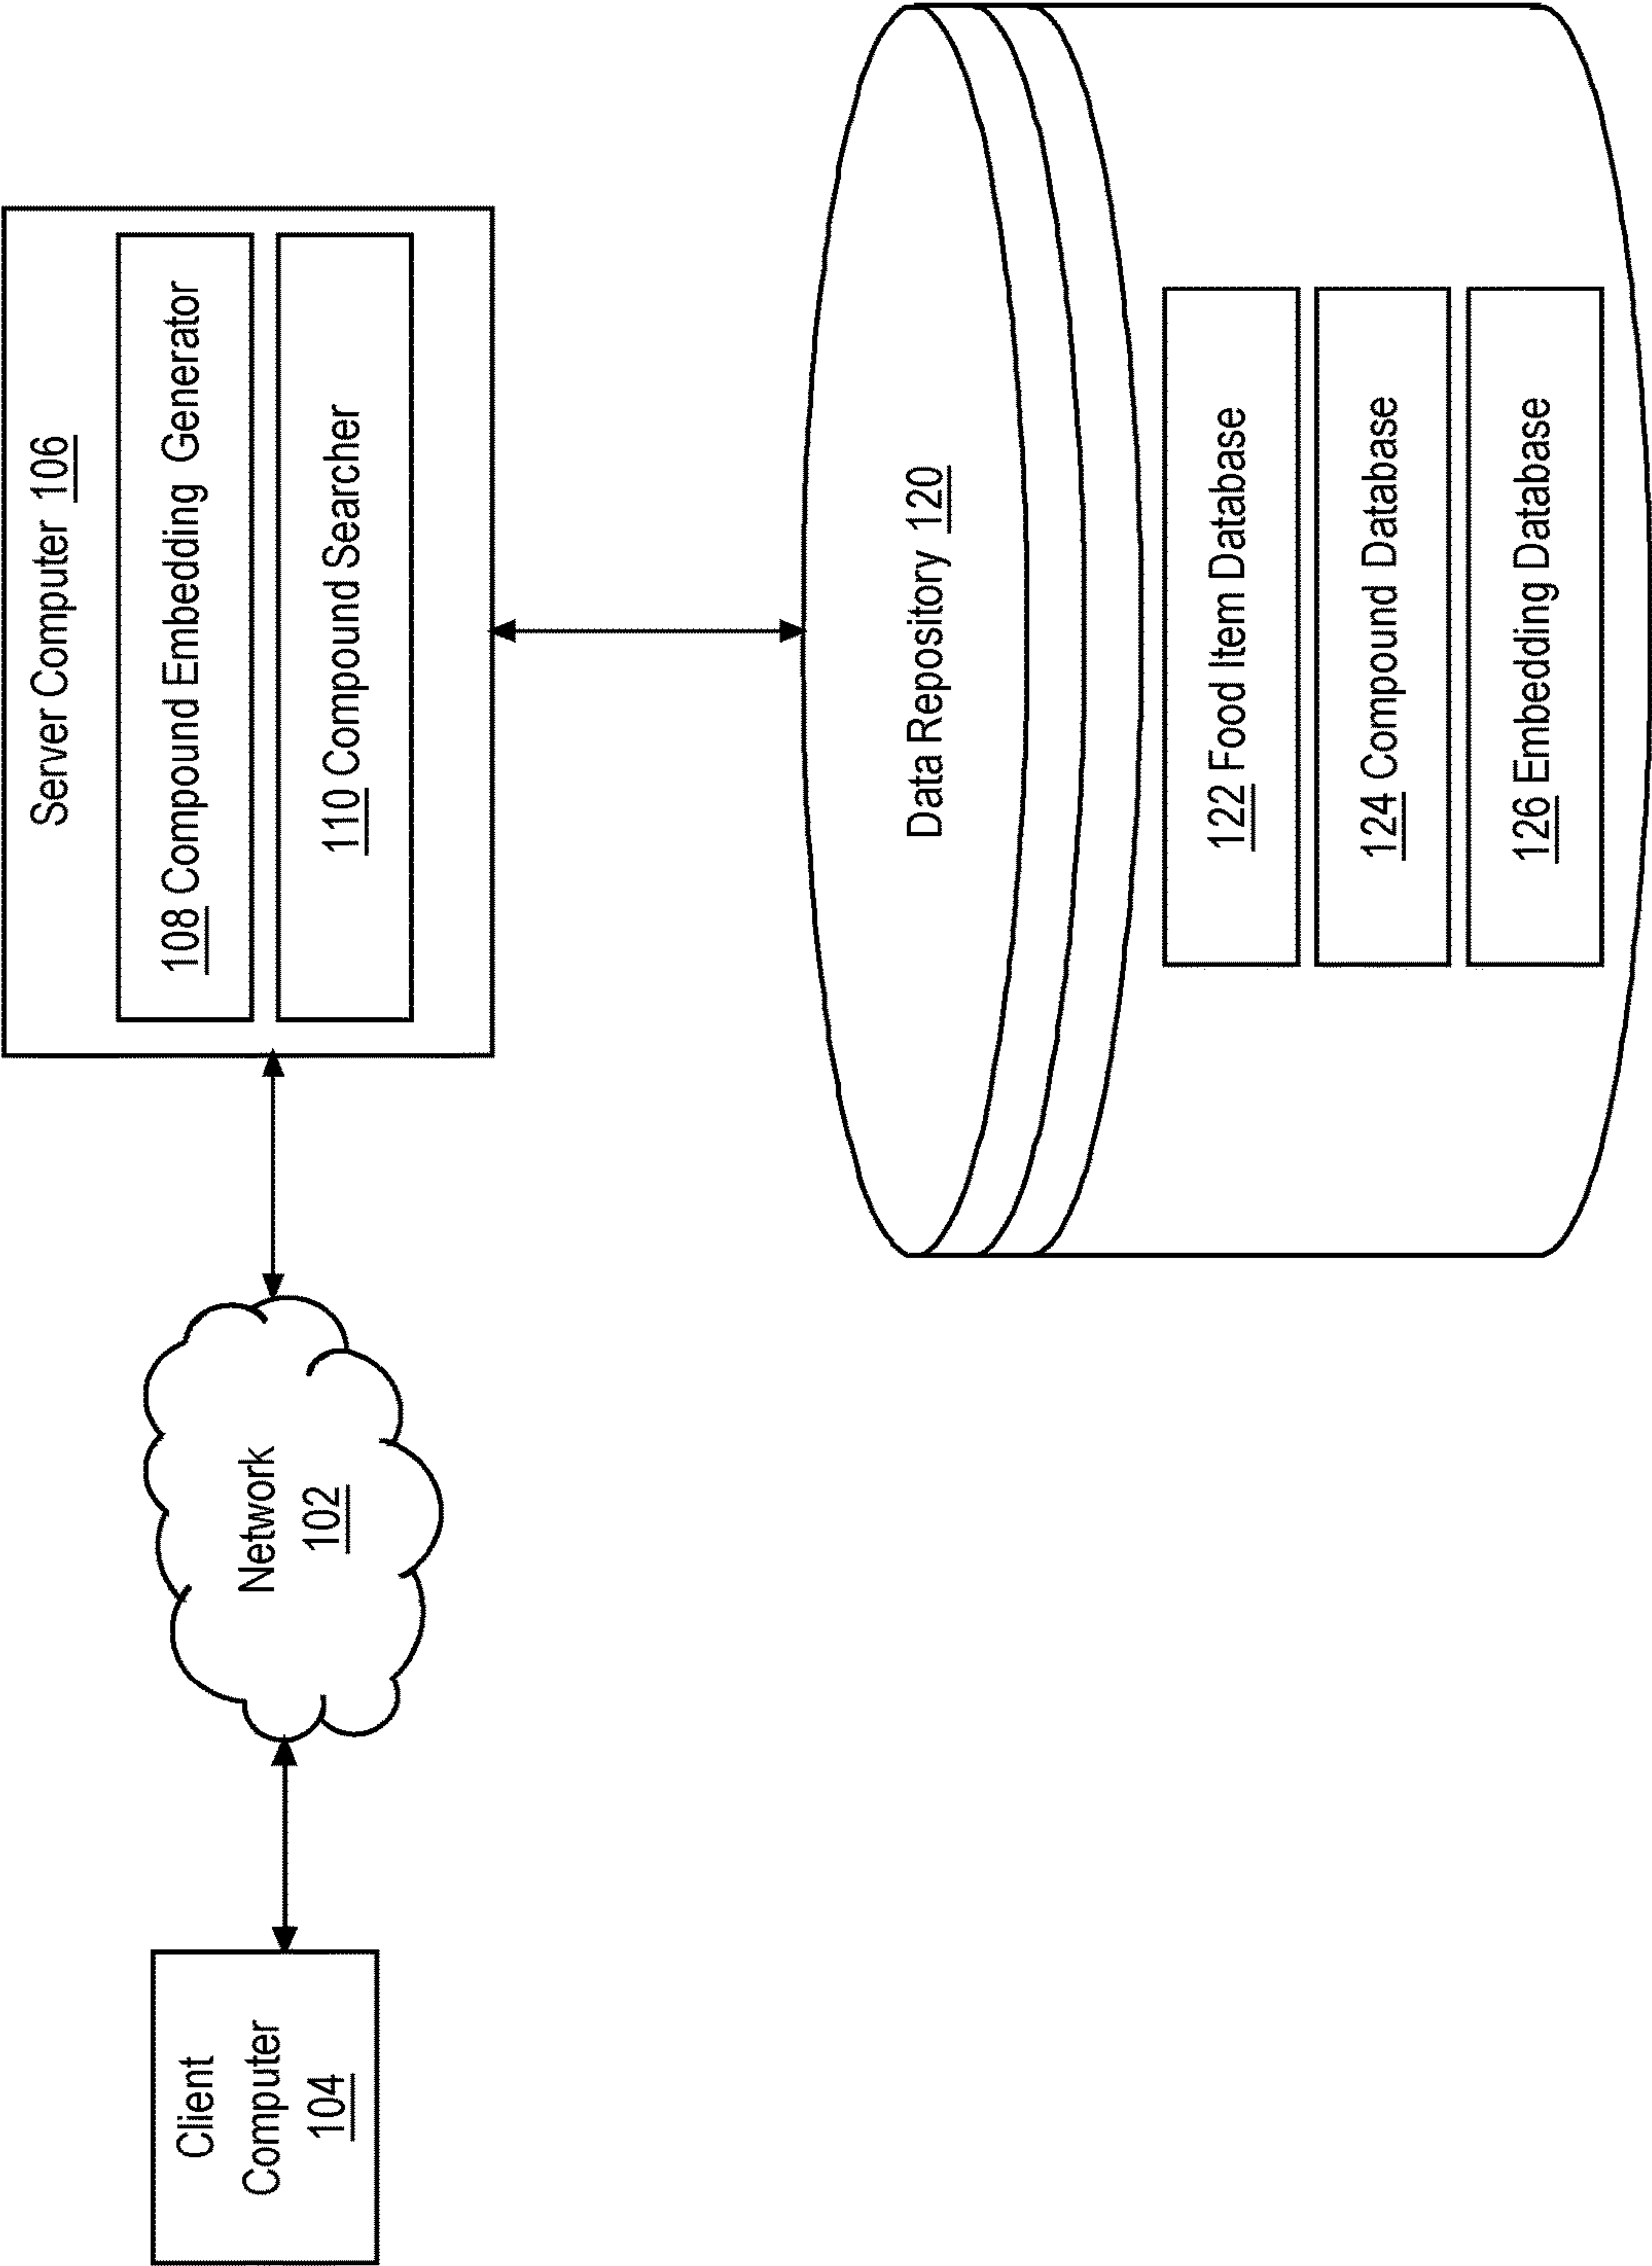 Client
Computer
104
Network
102
Server Computer 106
108 Compound Embedding Generator
110 Compound Searcher
Data Repository 120
122 Food Item Database
124 Compound Database
126 Embedding Database